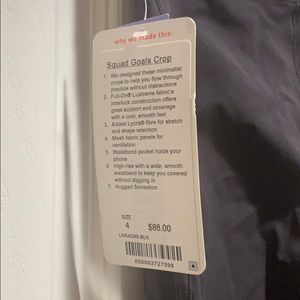 why we made this:
Squad Goals Crop
1. We designed these minimalist
crops to help you flow through
practice without distractions
2. Full-On® Luxtreme fabric's
interlock construction offers
great support and coverage
with a cool, smooth feel
3. Added Lycra® fibre for stretch
and shape retention
4. Mesh fabric panels for
ventilation
5. Waistband pocket holds your
phone
6. High-rise with a wide, smooth
waistband to keep you covered
without digging in
7. Hugged Sensation
SIZE
4 $88.00
LW6AD8S BLK
000003727098